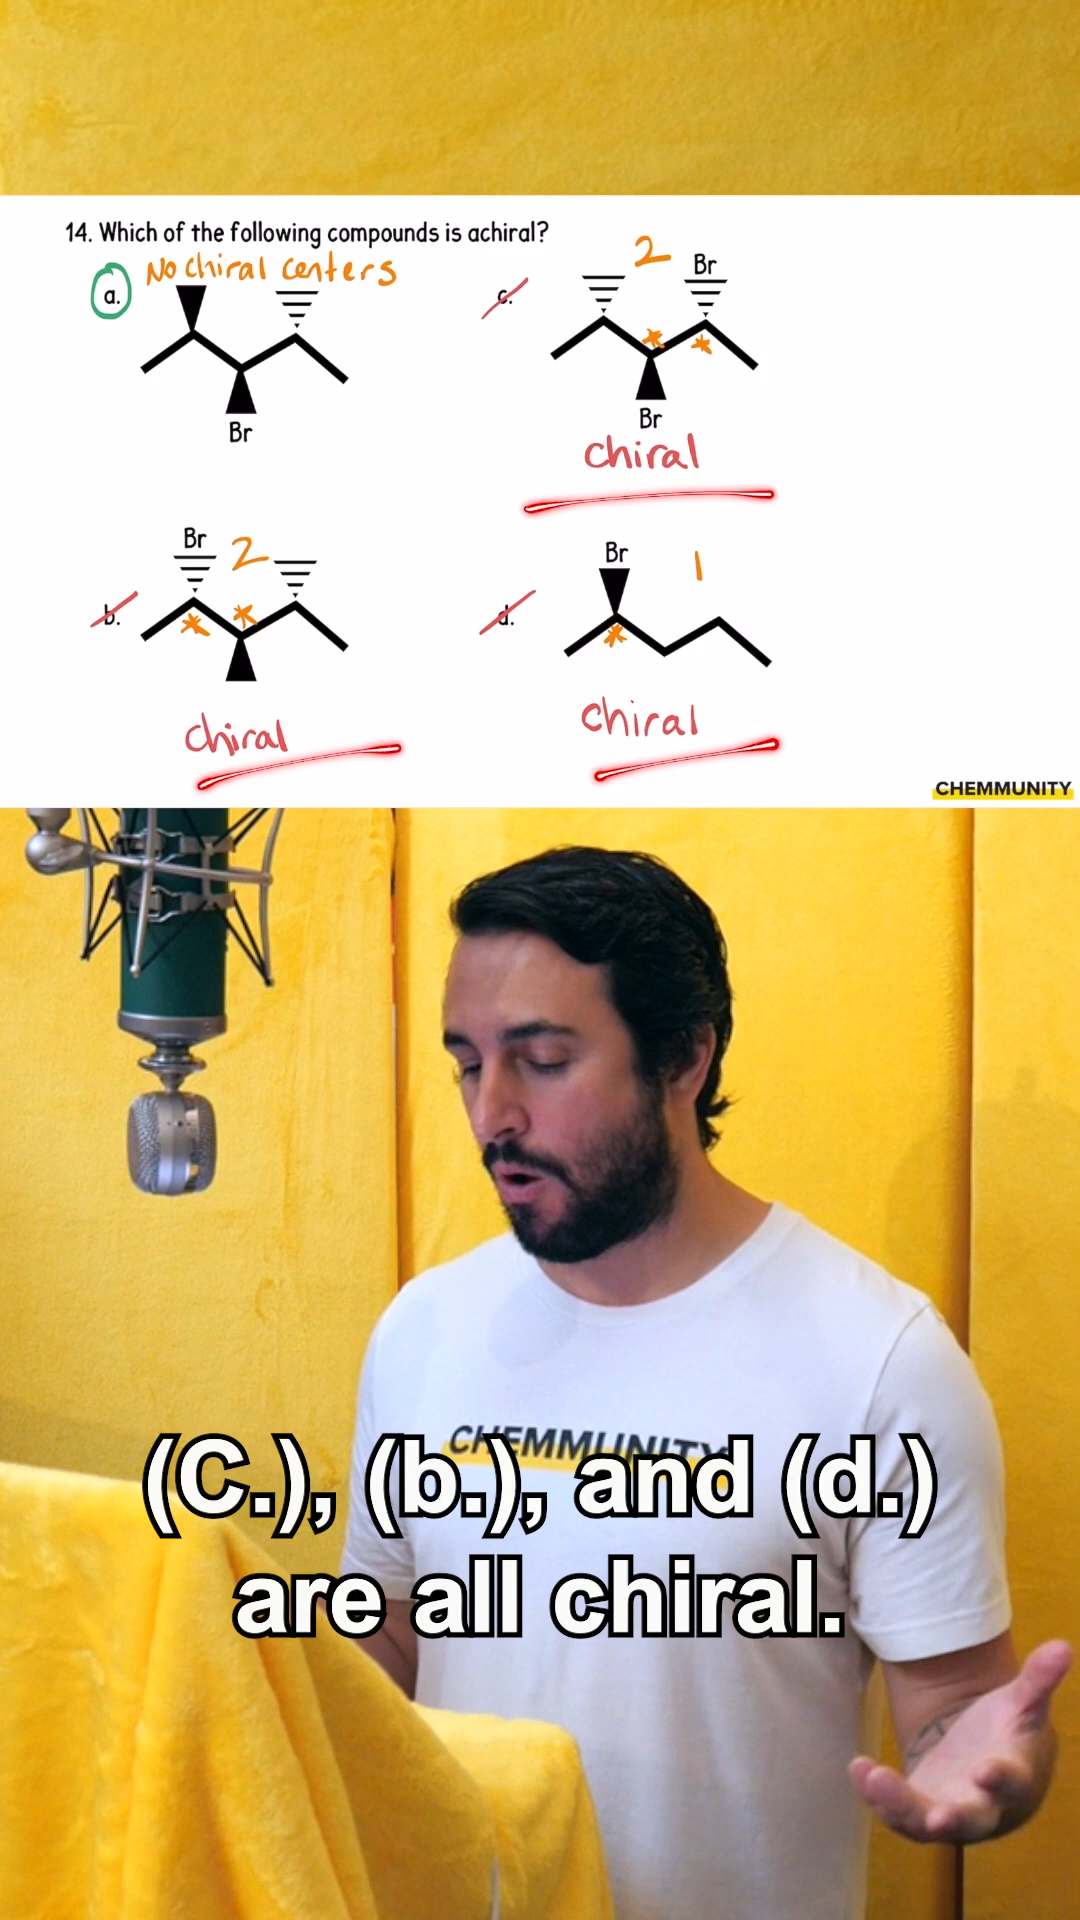 14. Which of the following compounds is achiral?
No chiral centers
a.
Br
c.
2
Br
Br
chiral
b.
Br
2
chiral
d.
Br
1
chiral
CHEMMUNITY
CHEMMUNITY
(C.), (b.), and (d.)
are all chiral.